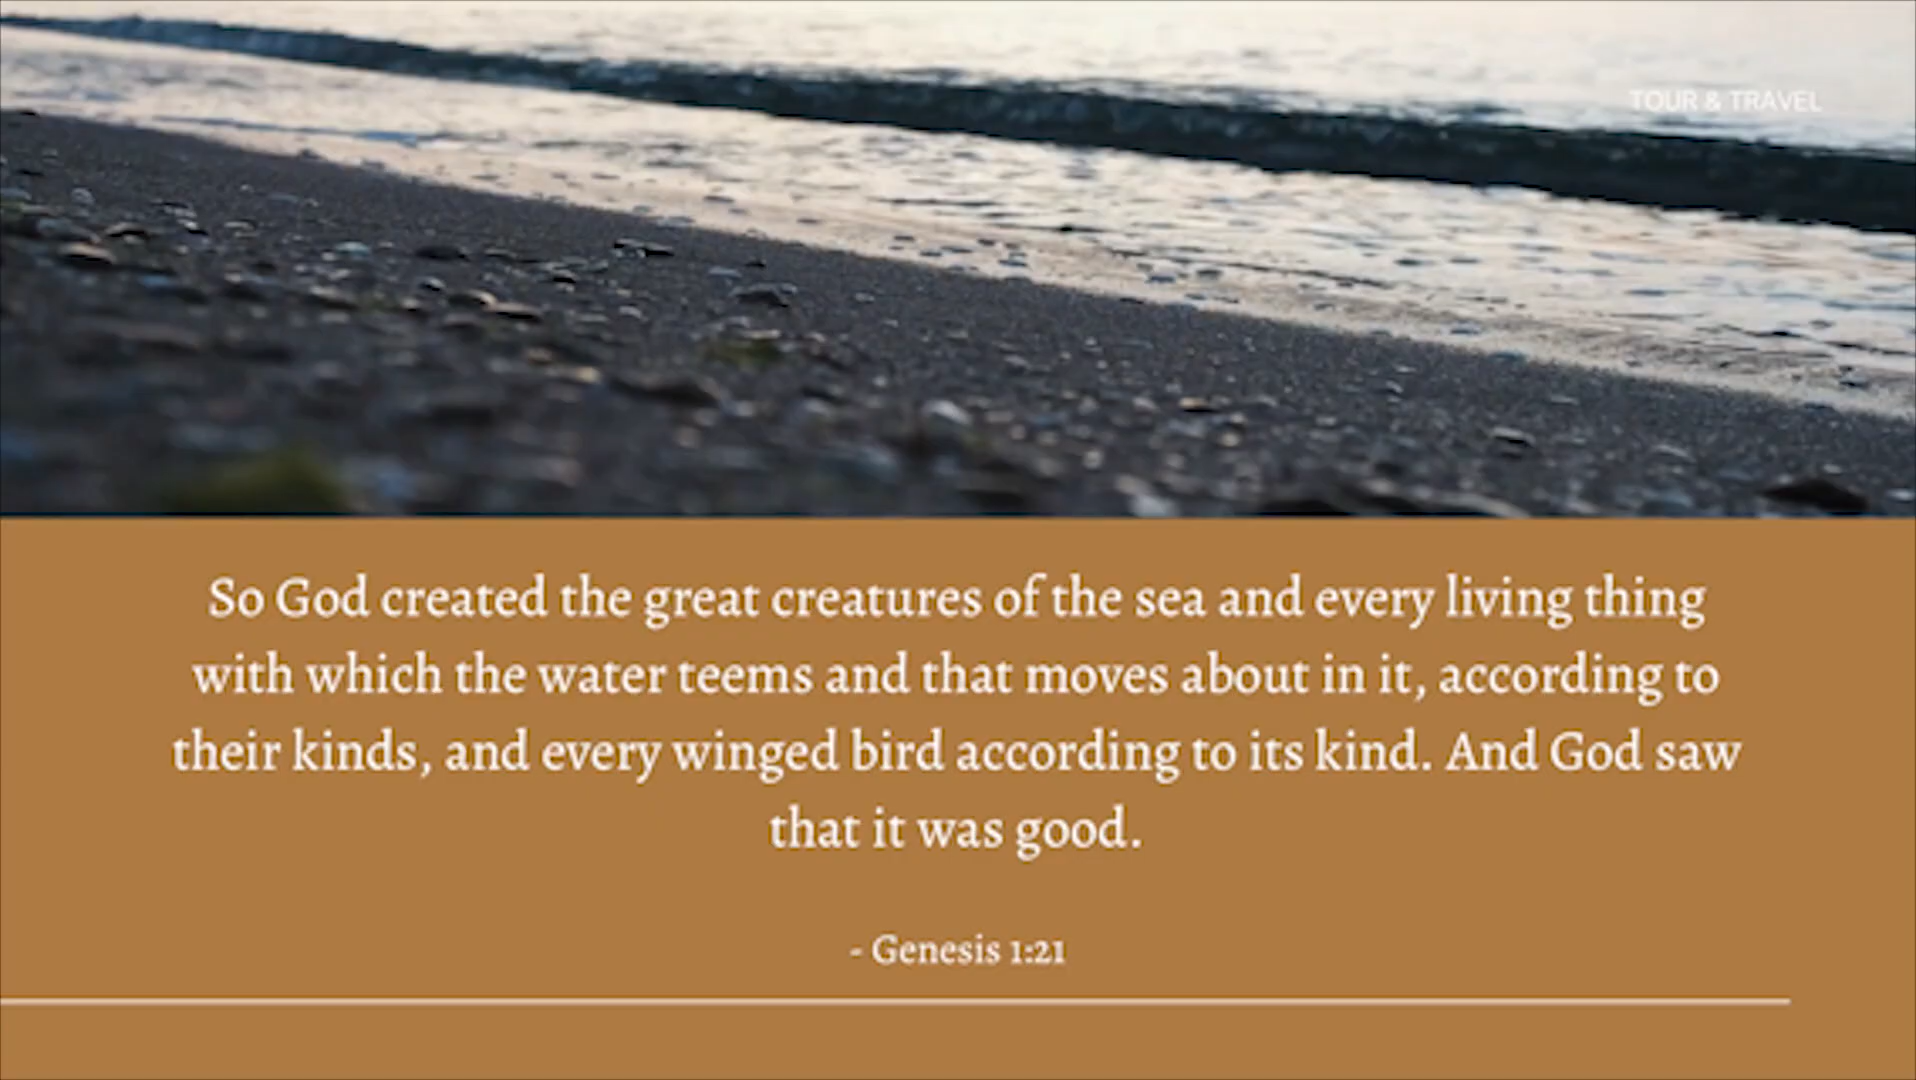 TOUR & TRAVEL
So God created the great creatures of the sea and every living thing
with which the water teems and that moves about in it, according to
their kinds, and every winged bird according to its kind. And God saw
that it was good.
- Genesis 1:21